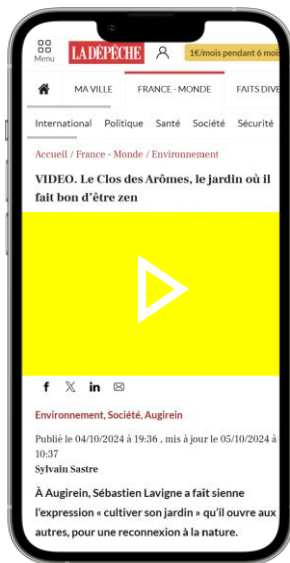 Menu
LA DÉPÊCHE
1€/mois pendant 6 moi
MA VILLE FRANCE - MONDE FAITS DIVE
International Politique Santé Société Sécurité
Accueil / France - Monde / Environnement
VIDEO. Le Clos des Arômes, le jardin où il
fait bon d'être zen
f X in
Environnement, Société, Augirein
Publié le 04/10/2024 à 19:36 , mis à jour le 05/10/2024 à
10:37
Sylvain Sastre
À Augirein, Sébastien Lavigne a fait sienne
l'expression « cultiver son jardin » qu'il ouvre aux
autres, pour une reconnexion à la nature.